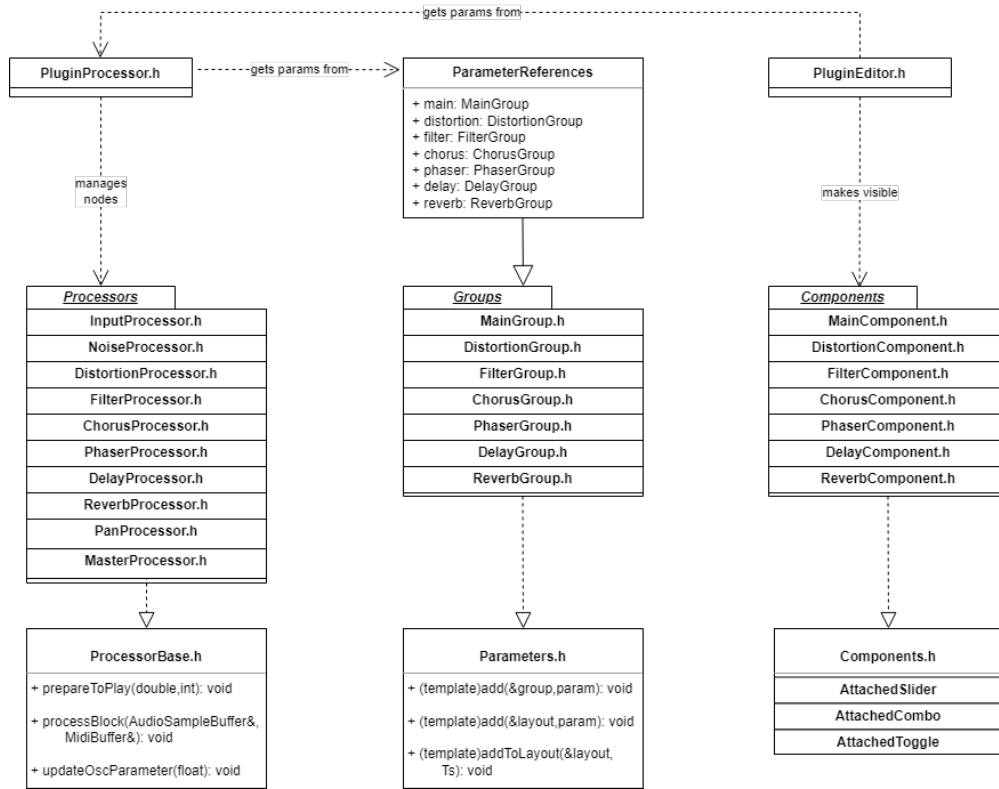 gets params from
PluginProcessor.h
gets params from
ParameterReferences
+ main: MainGroup
+ distortion: DistortionGroup
+ filter: FilterGroup
+ chorus: ChorusGroup
+ phaser: PhaserGroup
+ delay: DelayGroup
+ reverb: ReverbGroup
PluginEditor.h
manages
nodes
makes visible
Processors
InputProcessor.h
NoiseProcessor.h
DistortionProcessor.h
FilterProcessor.h
ChorusProcessor.h
PhaserProcessor.h
DelayProcessor.h
ReverbProcessor.h
PanProcessor.h
MasterProcessor.h
Groups
MainGroup.h
DistortionGroup.h
FilterGroup.h
ChorusGroup.h
PhaserGroup.h
DelayGroup.h
ReverbGroup.h
Components
MainComponent.h
DistortionComponent.h
FilterComponent.h
ChorusComponent.h
PhaserComponent.h
DelayComponent.h
ReverbComponent.h
ProcessorBase.h
+ prepareToPlay(double,int): void
+ processBlock(AudioSampleBuffer&,
MidiBuffer&): void
+ updateOscParameter(float): void
Parameters.h
+ (template)add(&group,param): void
+ (template)add(&layout,param): void
+ (template)addToLayout(&layout,
Ts): void
Components.h
AttachedSlider
AttachedCombo
AttachedToggle